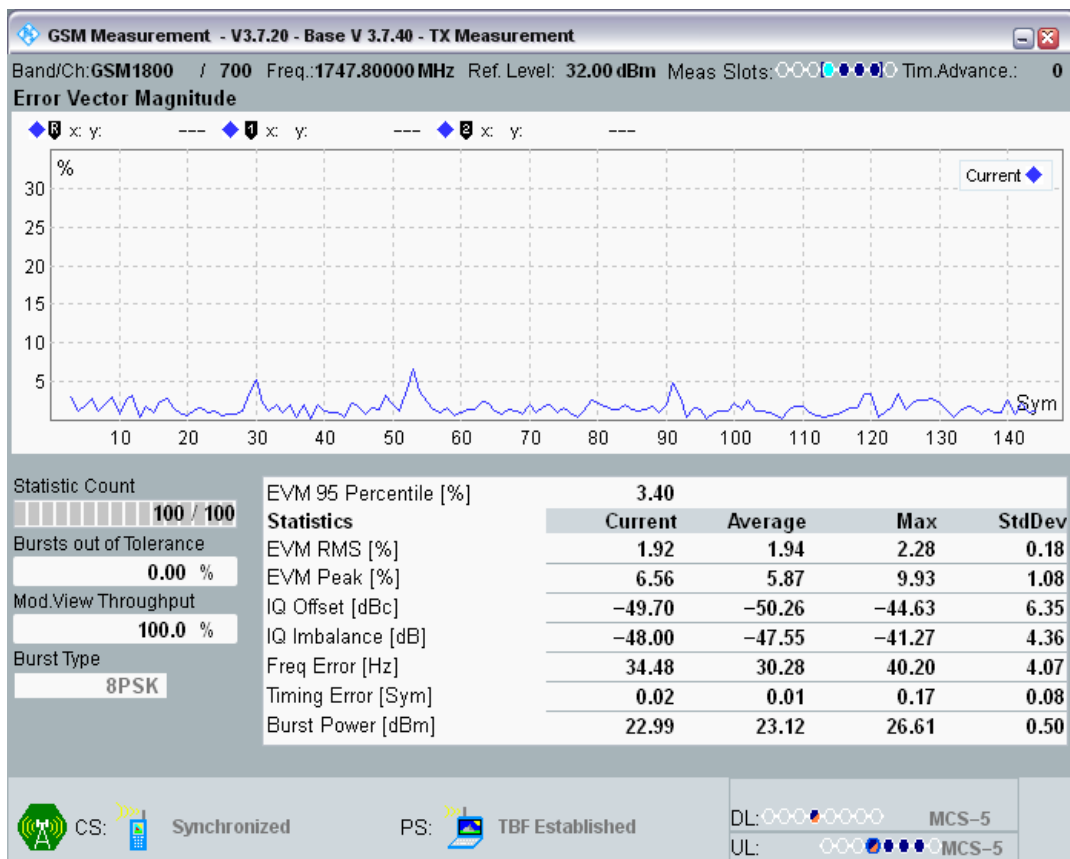 GSM Measurement - V3.7.20 - Base V 3.7.40 - TX Measurement
Band/Ch:GSM1800 / 700 Freq.:1747.80000 MHz Ref. Level: 32.00 dBm Meas Slots: Tim.Advance.: 0
Error Vector Magnitude
R x: y: --- 1 x: y: --- 2 x: y: ---
%
Current
30
25
20
15
10
5
Sym
10 20 30 40 50 60 70 80 90 100 110 120 130 140
Statistic Count
100 / 100
Bursts out of Tolerance
0.00 %
Mod.View Throughput
100.0 %
Burst Type
8PSK
EVM 95 Percentile [%] 3.40
Statistics Current Average Max StdDev
EVM RMS [%] 1.92 1.94 2.28 0.18
EVM Peak [%] 6.56 5.87 9.93 1.08
IQ Offset [dBc] −49.70 −50.26 −44.63 6.35
IQ Imbalance [dB] −48.00 −47.55 −41.27 4.36
Freq Error [Hz] 34.48 30.28 40.20 4.07
Timing Error [Sym] 0.02 0.01 0.17 0.08
Burst Power [dBm] 22.99 23.12 26.61 0.50
CS: Synchronized PS: TBF Established
DL: MCS−5
UL: MCS−5